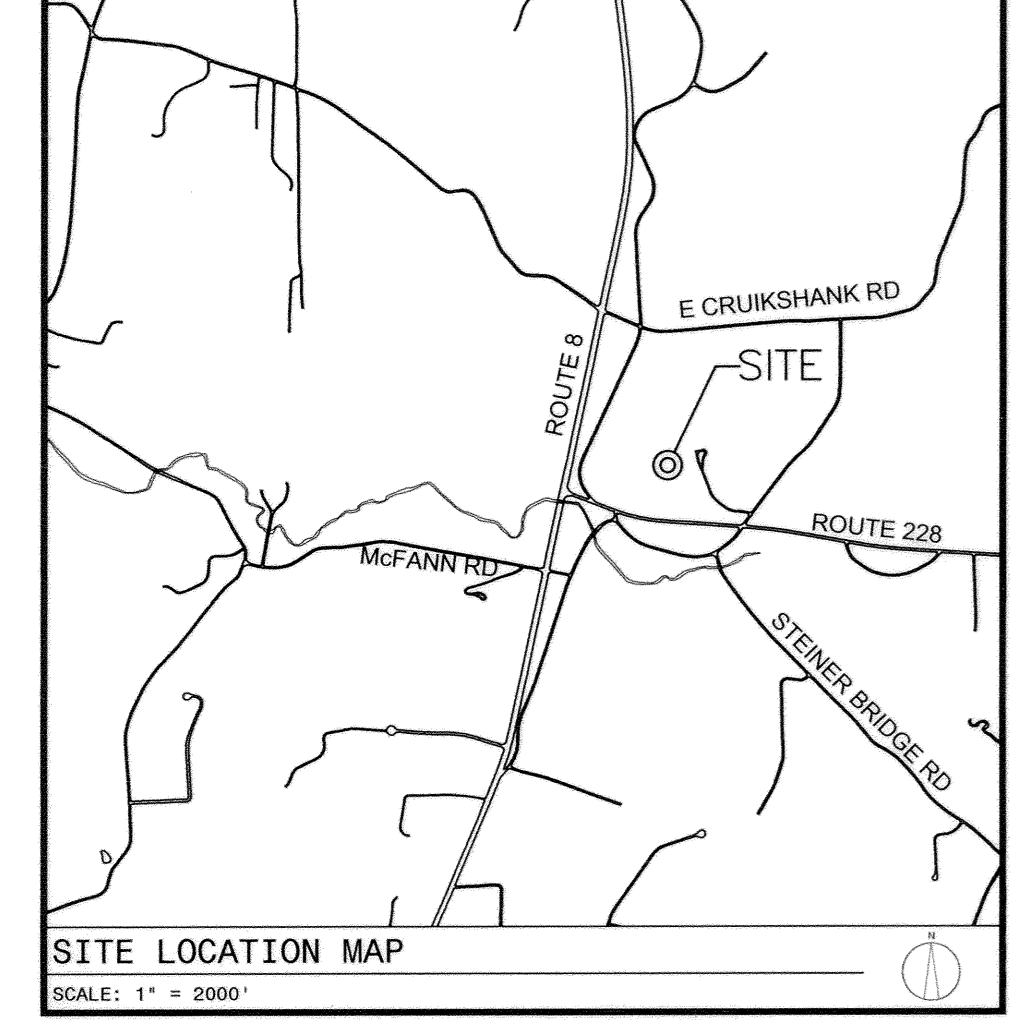 E CRUIKSHANK RD
SITE
ROUTE 8
ROUTE 228
McFANN RD
STEINER BRIDGE RD
SITE LOCATION MAP
N
SCALE: 1" = 2000'